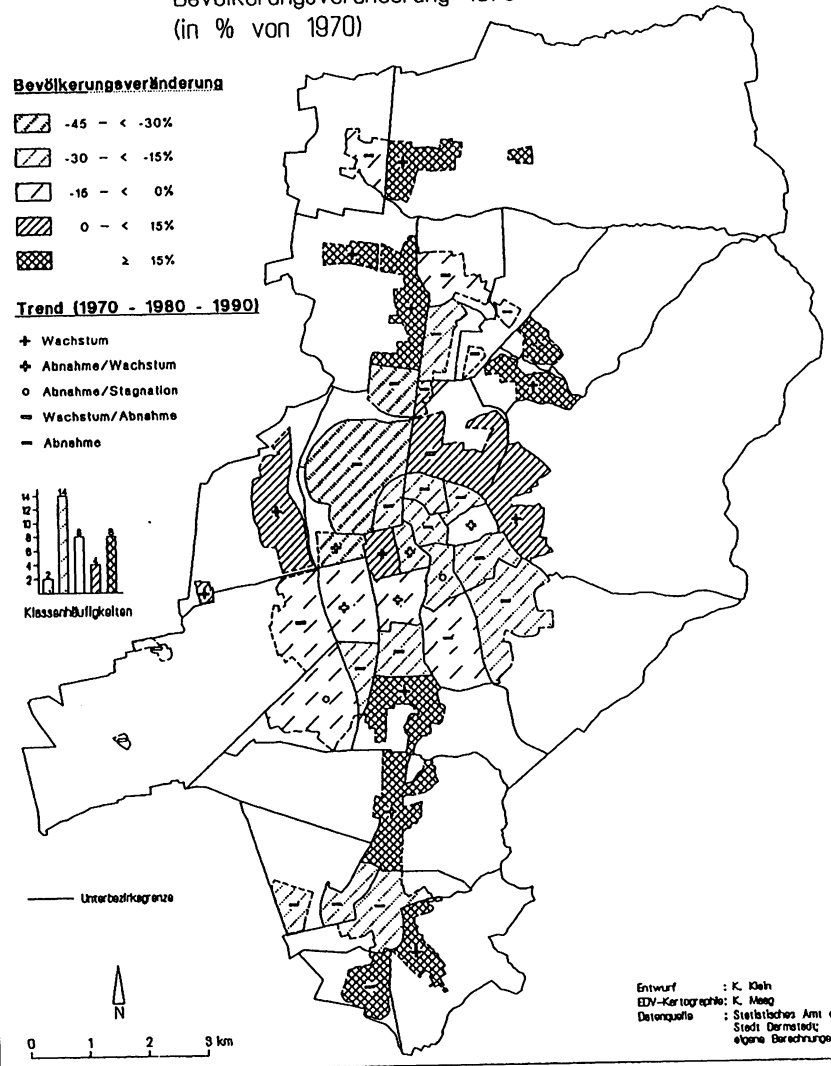 (in % von 1970)
Bevölkerungsveränderung
-45 - < -30%
-30 - < -15%
-15 - < 0%
0 - < 15%
≥ 15%
Trend (1970 - 1980 - 1990)
Wachstum
Abnahme/Wachstum
Abnahme/Stagnation
Wachstum/Abnahme
Abnahme
14
12
10
8
6
4
2
2
14
8
4
8
Klassenhäufigkeiten
Unterbezirksgrenze
N
0 1 2 3 km
Entwurf : K. Klein
EDV-Kartographie: K. Meeg
Datenquelle : Statistisches Amt
Stadt Darmstadt;
eigene Berechnunge